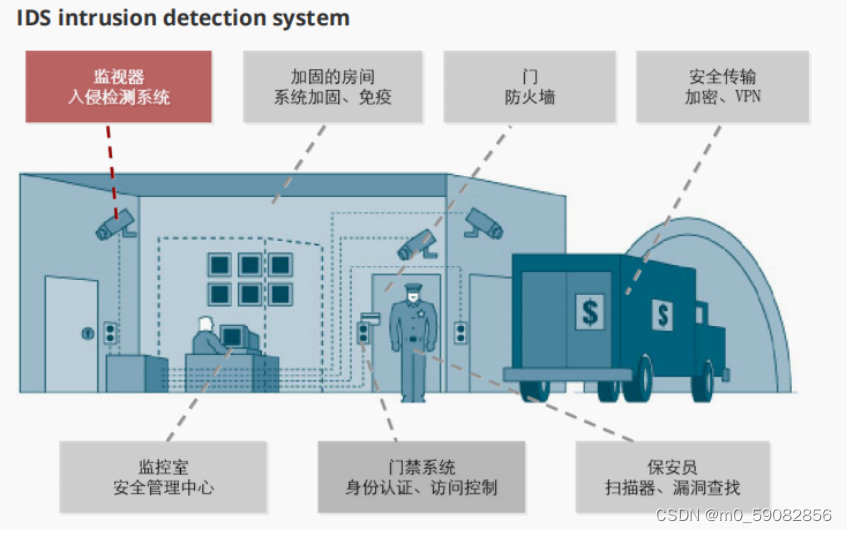 IDS intrusion detection system
监视器
入侵检测系统
加固的房间
系统加固、免疫
门
防火墙
安全传输
加密、VPN
$
$
监控室
安全管理中心
门禁系统
身份认证、访问控制
保安员
扫描器、漏洞查找
CSDN @m0_59082856